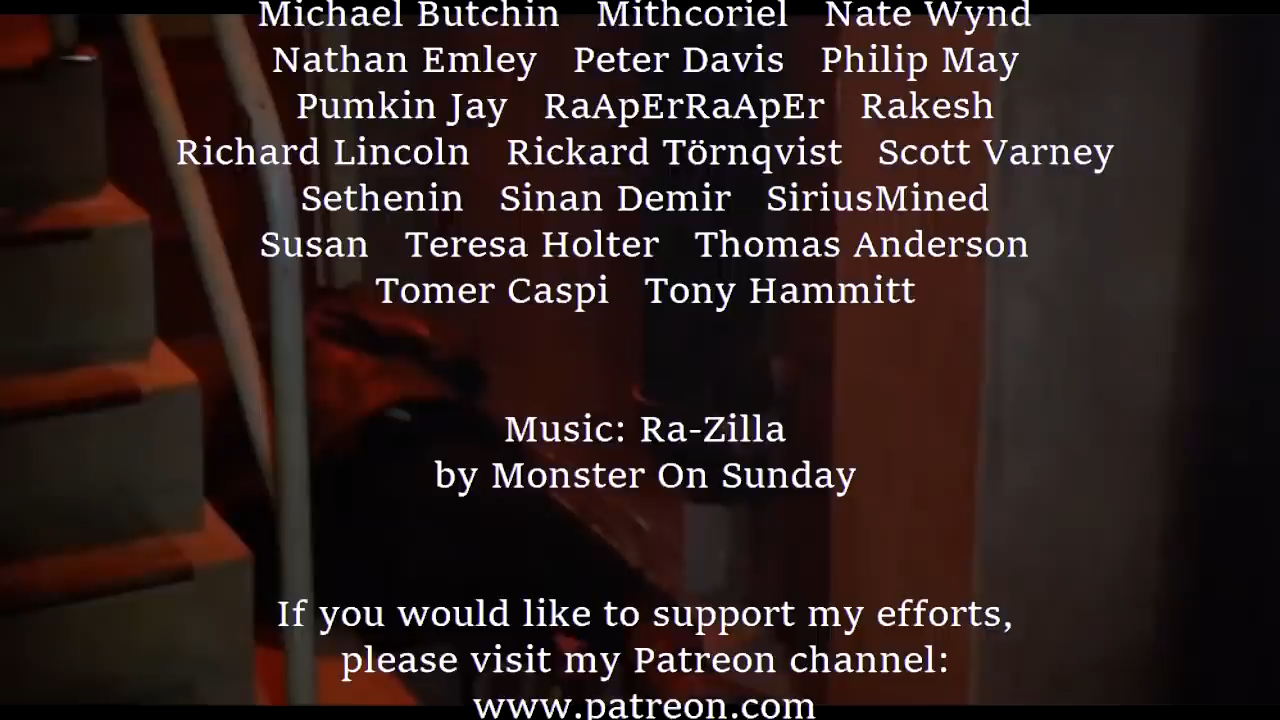 Michael Butchin Mithcoriel Nate Wynd
Nathan Emley Peter Davis Philip May
Pumkin Jay RaApErRaApEr Rakesh
Richard Lincoln Rickard Törnqvist Scott Varney
Sethenin Sinan Demir SiriusMined
Susan Teresa Holter Thomas Anderson
Tomer Caspi Tony Hammitt
Music: Ra-Zilla
by Monster On Sunday
If you would like to support my efforts,
please visit my Patreon channel:
www.patreon.com